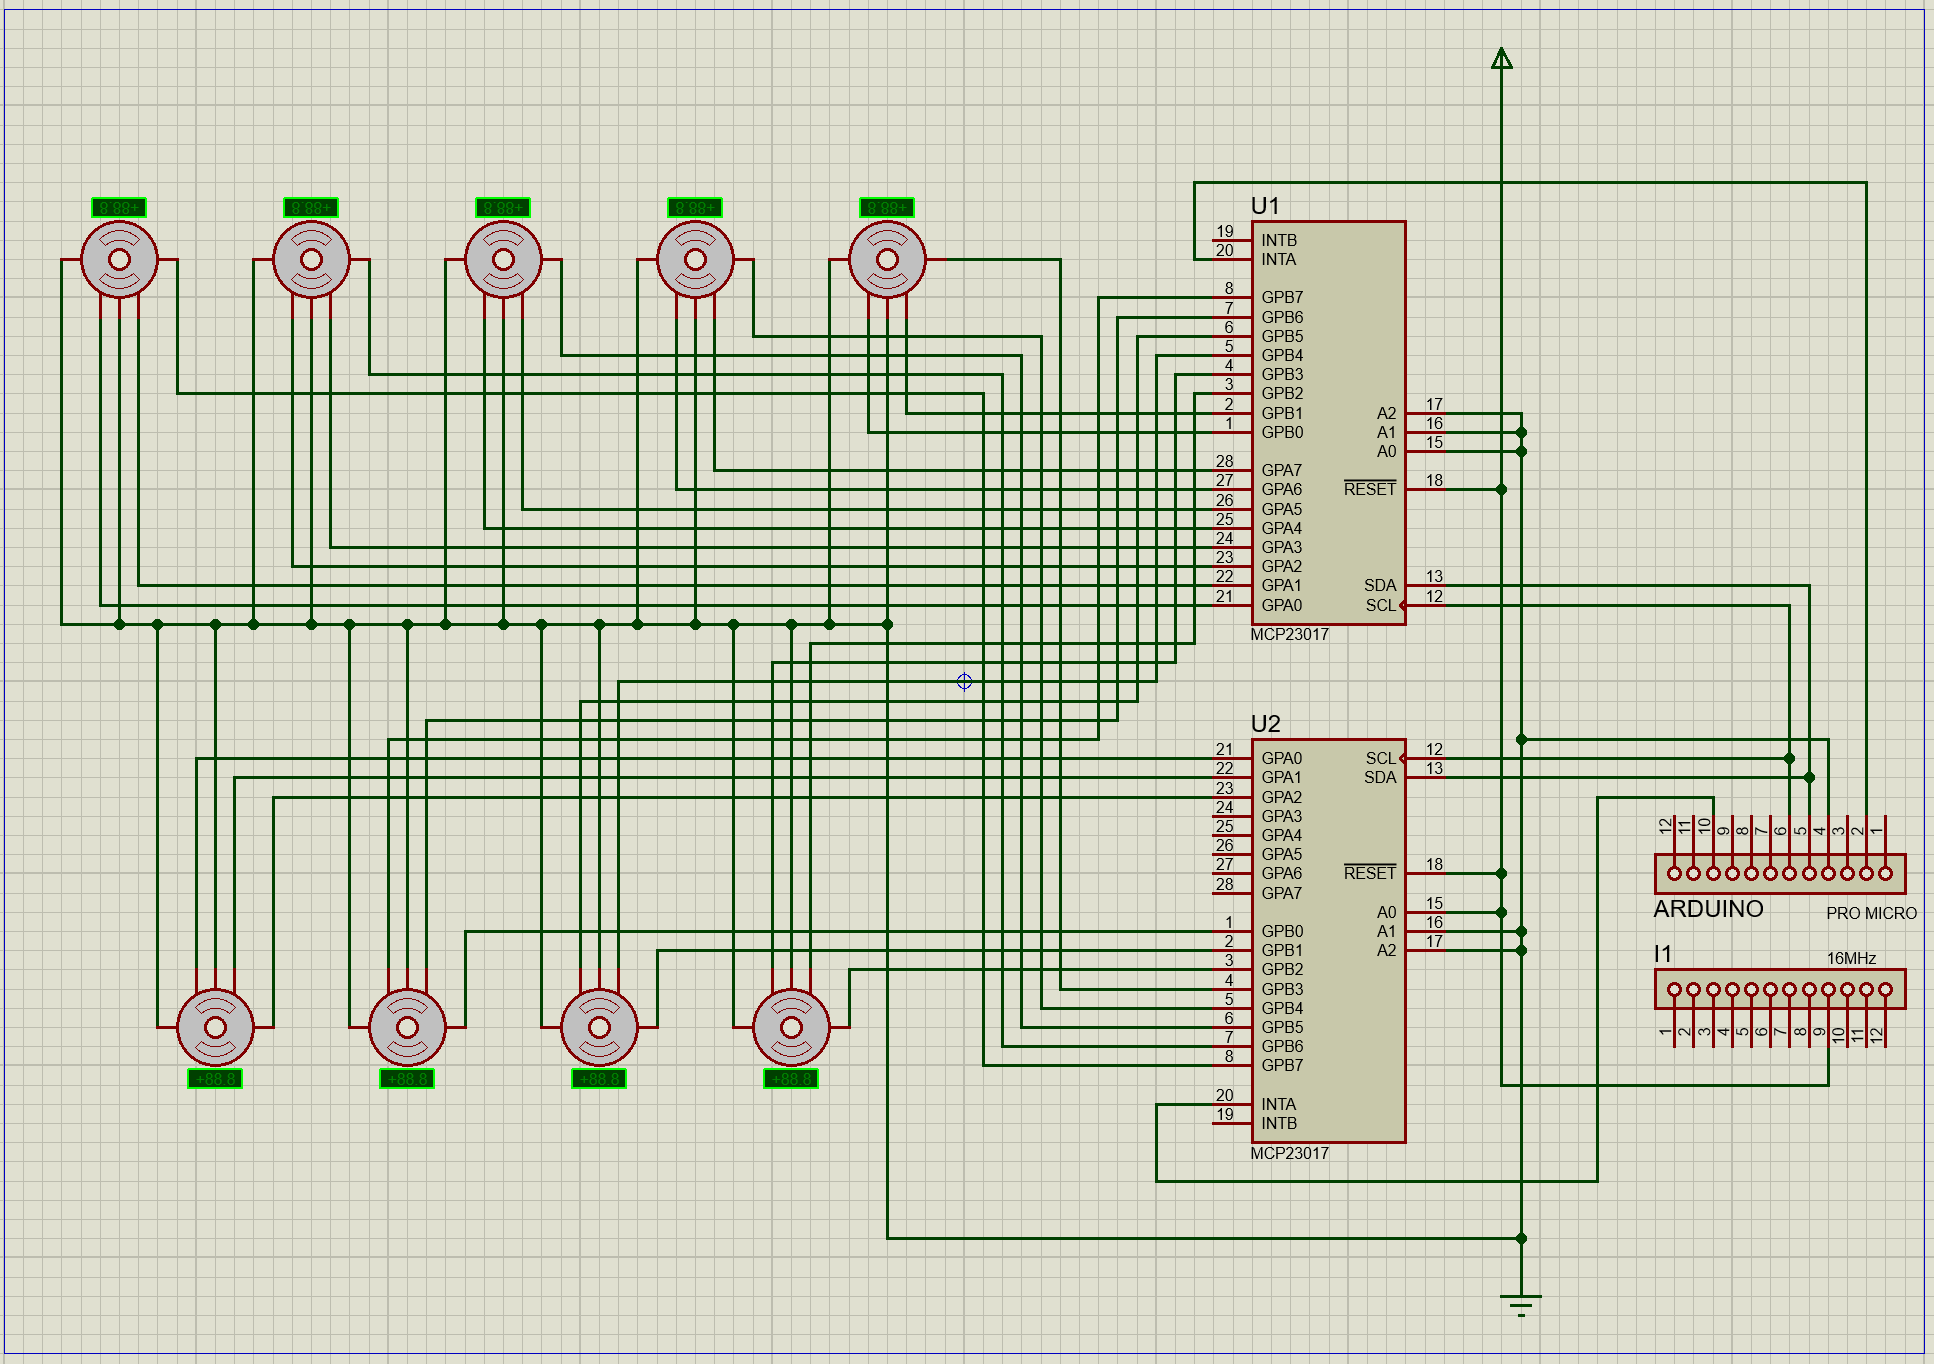 +88.8
+88.8
+88.8
+88.8
+88.8
U1
19 INTB
20 INTA
8 GPB7
7 GPB6
6 GPB5
5 GPB4
4 GPB3
3 GPB2
2 GPB1
1 GPB0
28 GPA7
27 GPA6
26 GPA5
25 GPA4
24 GPA3
23 GPA2
22 GPA1
21 GPA0
A2 17
A1 16
A0 15
RESET 18
SDA 13
SCL 12
MCP23017
U2
21 GPA0
22 GPA1
23 GPA2
24 GPA3
25 GPA4
26 GPA5
27 GPA6
28 GPA7
1 GPB0
2 GPB1
3 GPB2
4 GPB3
5 GPB4
6 GPB5
7 GPB6
8 GPB7
20 INTA
19 INTB
SCL 12
SDA 13
RESET 18
A0 15
A1 16
A2 17
MCP23017
12 11 10 9 8 7 6 5 4 3 2 1
ARDUINO
PRO MICRO
I1
16MHz
1 2 3 4 5 6 7 8 9 10 11 12
+88.8
+88.8
+88.8
+88.8